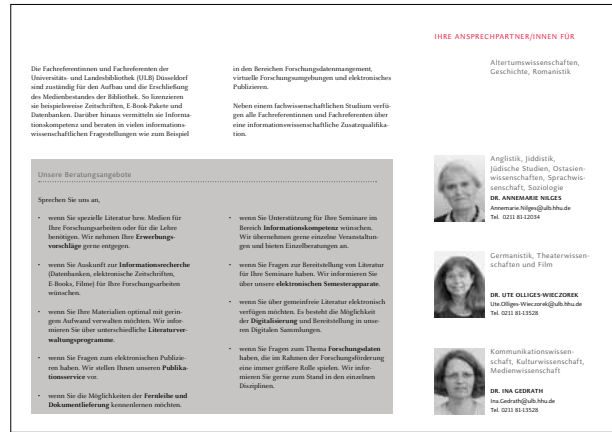 IHRE ANSPRECHPARTNER/INNEN FÜR
Die Fachreferentinnen und Fachreferenten der
Universitäts- und Landesbibliothek (ULB) Düsseldorf
sind zuständig für den Aufbau und die Erschließung
des Medienbestandes der Bibliothek. So lizenzieren
sie beispielsweise Zeitschriften, E-Book-Pakete und
Datenbanken. Darüber hinaus vermitteln sie Informa-
tionskompetenz und beraten in vielen informations-
wissenschaftlichen Fragestellungen wie zum Beispiel
in den Bereichen Forschungsdatenmangement,
virtuelle Forschungsumgebungen und elektronisches
Publizieren.
Neben einem fachwissenschaftlichen Studium verfü-
gen alle Fachreferentinnen und Fachreferenten über
eine informationswissenschaftliche Zusatzqualifika-
tion.
Unsere Beratungsangebote
Sprechen Sie uns an,
• wenn Sie spezielle Literatur bzw. Medien für
Ihre Forschungsarbeiten oder für die Lehre
benötigen. Wir nehmen Ihre Erwerbungs-
vorschläge gerne entgegen.
• wenn Sie Auskunft zur Informationsrecherche
(Datenbanken, elektronische Zeitschriften,
E-Books, Filme) für Ihre Forschungsarbeiten
wünschen.
• wenn Sie Ihre Materialien optimal mit gerin-
gem Aufwand verwalten möchten. Wir infor-
mieren Sie über unterschiedliche Literaturver-
waltungsprogramme.
• wenn Sie Fragen zum elektronischen Publizie-
ren haben. Wir stellen Ihnen unseren Publika-
tionsservice vor.
• wenn Sie die Möglichkeiten der Fernleihe und
Dokumentlieferung kennenlernen möchten.
• wenn Sie Unterstützung für Ihre Seminare im
Bereich Informationskompetenz wünschen.
Wir übernehmen gerne einzelne Veranstaltun-
gen und bieten Einzelberatungen an.
• wenn Sie Fragen zur Bereitstellung von Literatur
für Ihre Seminare haben. Wir informieren Sie
über unsere elektronischen Semesterapparate.
• wenn Sie über gemeinfreie Literatur elektronisch
verfügen möchten. Es besteht die Möglichkeit
der Digitalisierung und Bereitstellung in unse-
ren Digitalen Sammlungen.
• wenn Sie Fragen zum Thema Forschungsdaten
haben, die im Rahmen der Forschungsförderung
eine immer größere Rolle spielen. Wir infor-
mieren Sie gerne zum Stand in den einzelnen
Disziplinen.
Altertumswissenschaften,
Geschichte, Romanistik
Anglistik, Jiddistik,
Jüdische Studien, Ostasien-
wissenschaften, Sprachwis-
senschaft, Soziologie
DR. ANNEMARIE NILGES
Annemarie.Nilges@ulb.hhu.de
Tel. 0211 81-12034
Germanistik, Theaterwissen-
schaften und Film
DR. UTE OLLIGES-WIECZOREK
Ute.Olliges-Wieczorek@ulb.hhu.de
Tel. 0211 81-13528
Kommunikationswissen-
schaft, Kulturwissenschaft,
Medienwissenschaft
DR. INA GEDRATH
Ina.Gedrath@ulb.hhu.de
Tel. 0211 81-13528